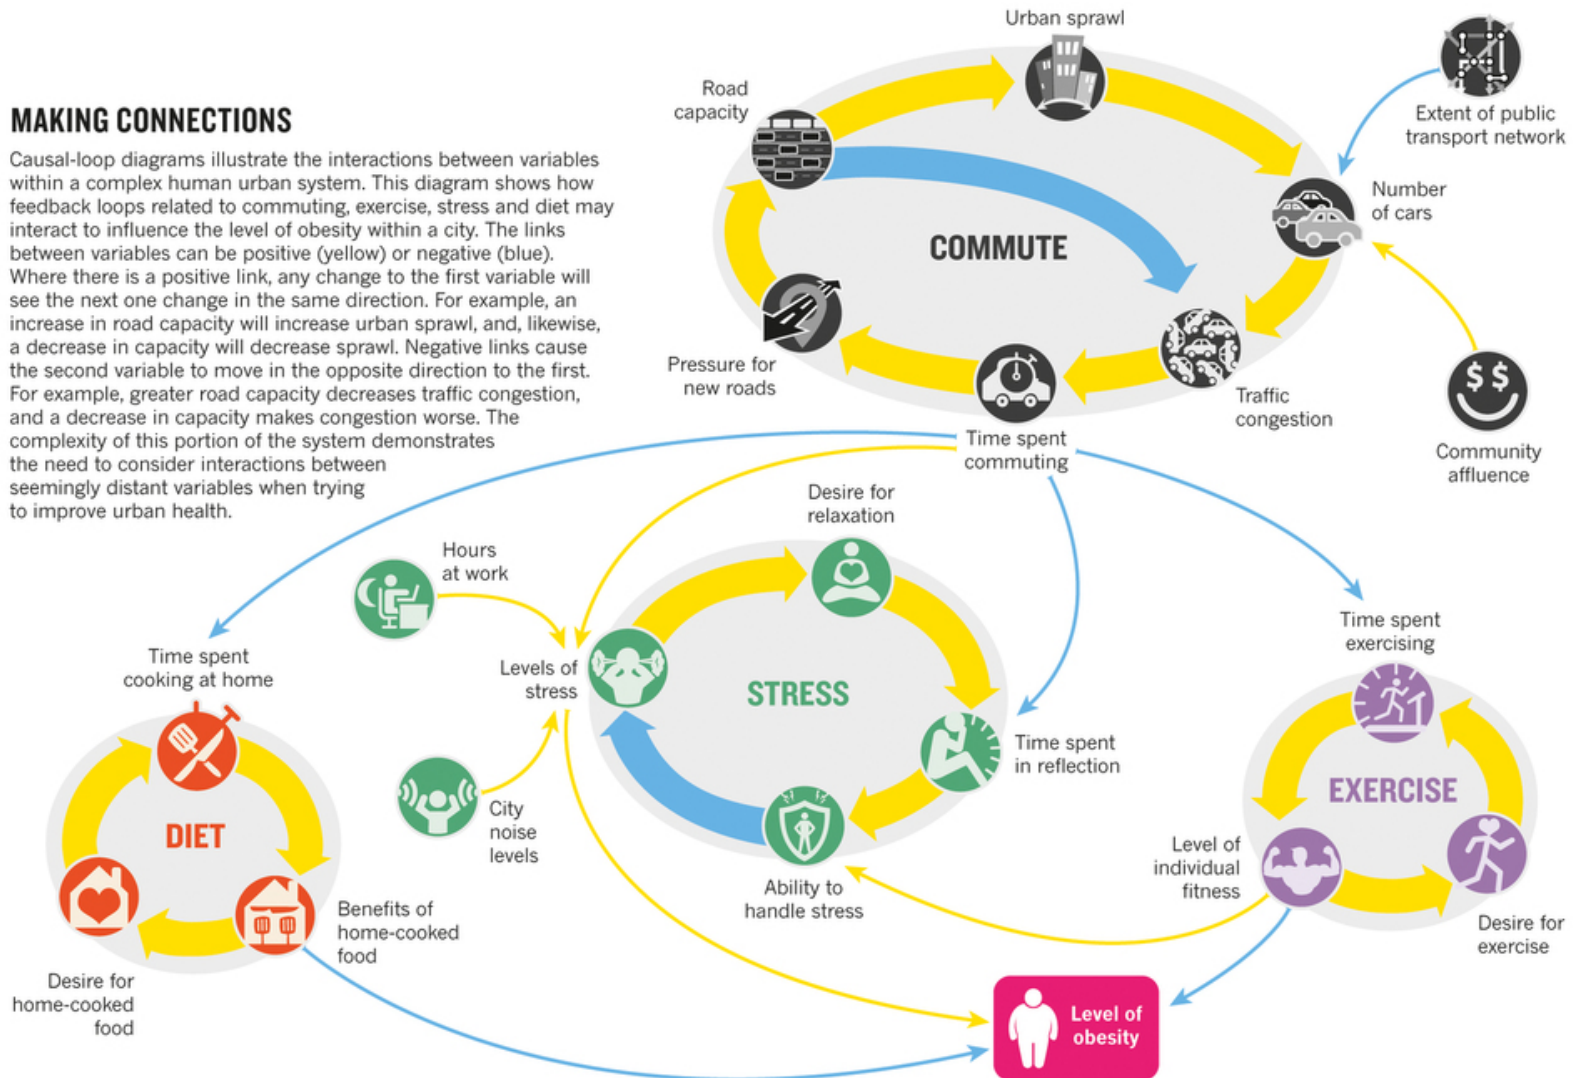 MAKING CONNECTIONS
Causal-loop diagrams illustrate the interactions between variables
within a complex human urban system. This diagram shows how
feedback loops related to commuting, exercise, stress and diet may
interact to influence the level of obesity within a city. The links
between variables can be positive (yellow) or negative (blue).
Where there is a positive link, any change to the first variable will
see the next one change in the same direction. For example, an
increase in road capacity will increase urban sprawl, and, likewise,
a decrease in capacity will decrease sprawl. Negative links cause
the second variable to move in the opposite direction to the first.
For example, greater road capacity decreases traffic congestion,
and a decrease in capacity makes congestion worse. The
complexity of this portion of the system demonstrates
the need to consider interactions between
seemingly distant variables when trying
to improve urban health.
Urban sprawl
Road
capacity
Extent of public
transport network
Number
of cars
COMMUTE
Pressure for
new roads
Traffic
congestion
$$
Community
affluence
Time spent
commuting
Desire for
relaxation
Hours
at work
Levels of
stress
STRESS
Time spent
in reflection
City
noise
levels
Ability to
handle stress
Time spent
cooking at home
DIET
Benefits of
home-cooked
food
Desire for
home-cooked
food
Time spent
exercising
EXERCISE
Level of
individual
fitness
Desire for
exercise
Level of
obesity